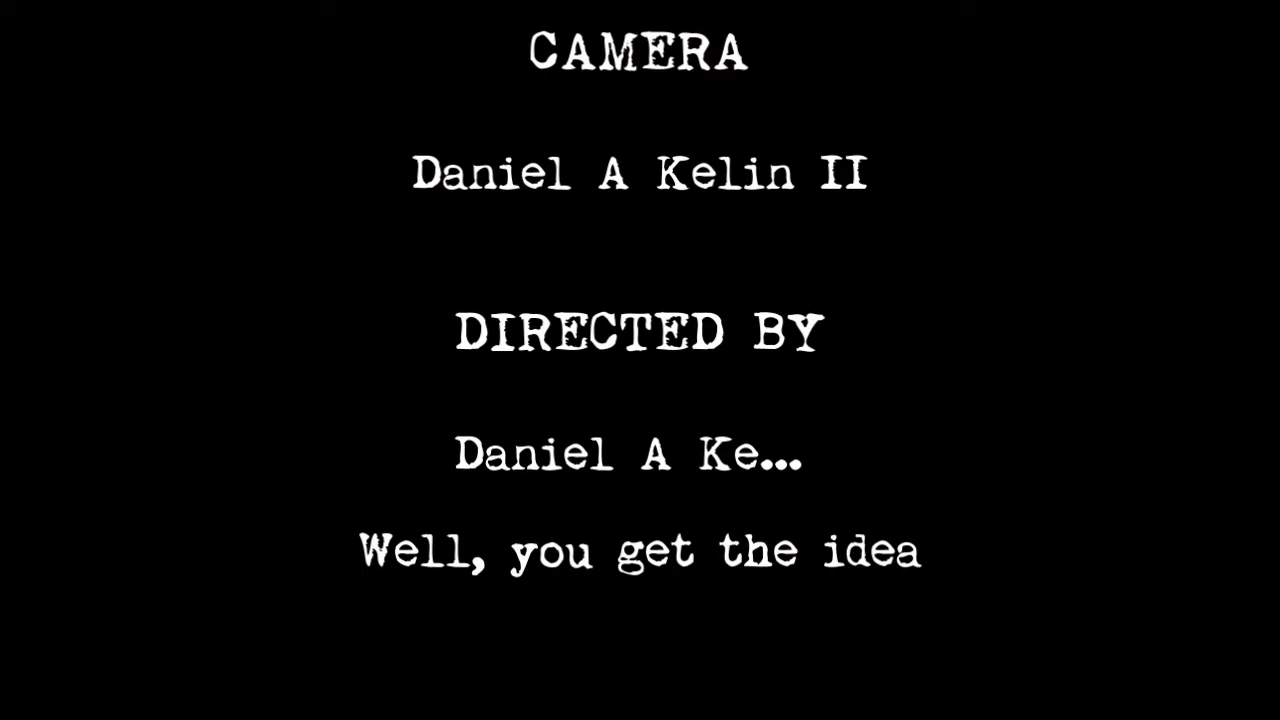 CAMERA
Daniel A Kelin II
DIRECTED BY
Daniel A Ke...
Well, you get the idea